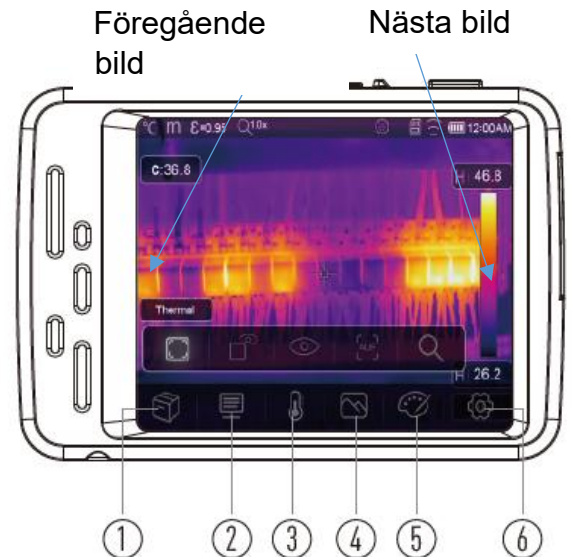 Föregående
bild
Nästa bild
°C m ε=0.95 1.0x 12:00AM
C:36.8
H 46.8
Thermal
H 26.2
① ② ③ ④ ⑤ ⑥